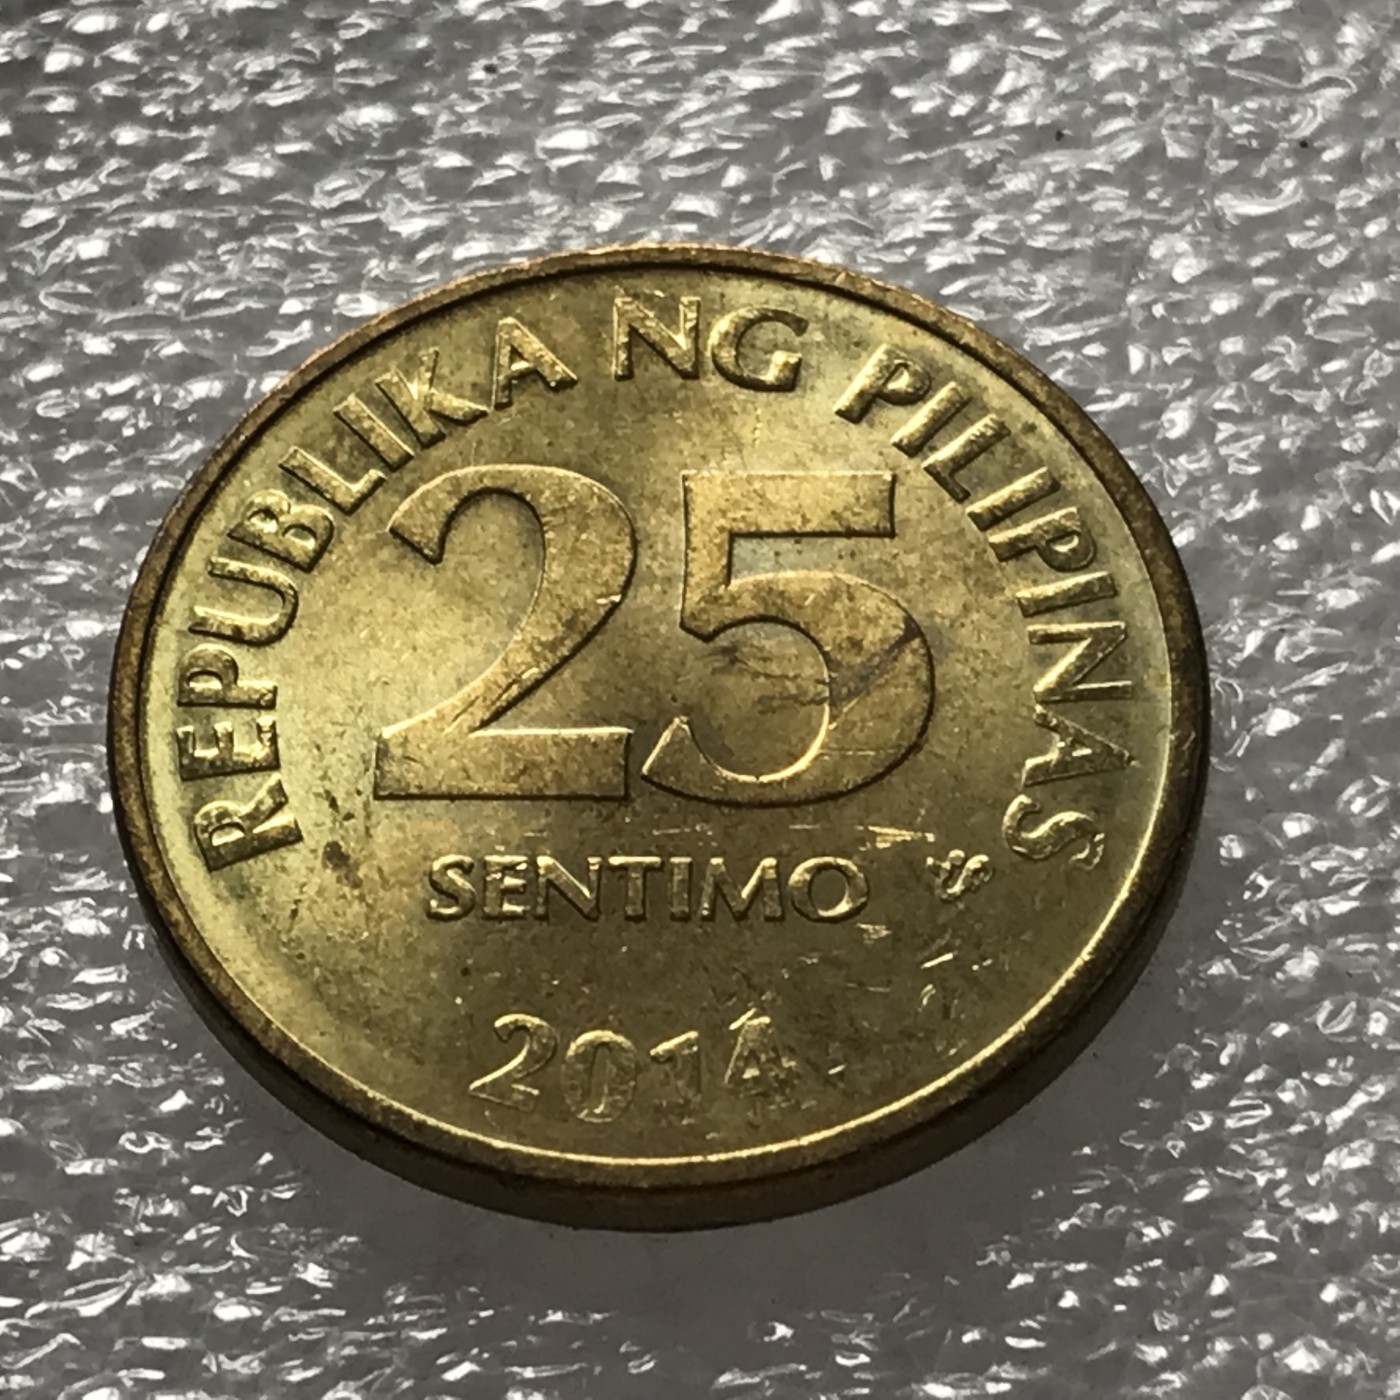 REPUBLIKA NG PILIPINAS
25
SENTIMO
2014